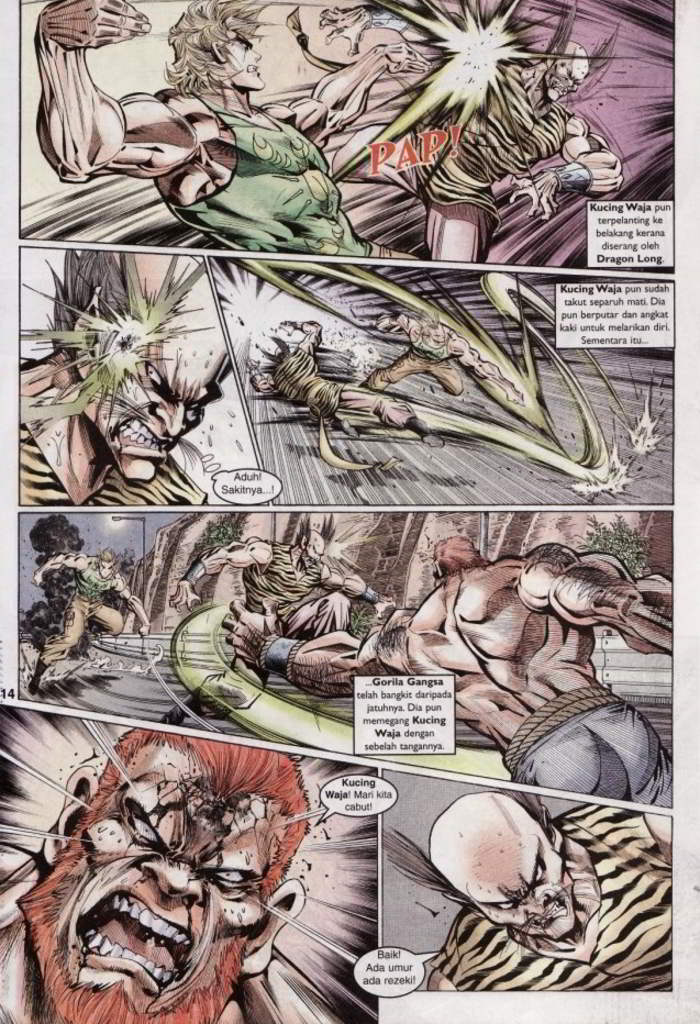 PAP!
Kucing Waja pun
terpelanting ke
belakang kerana
diserang oleh
Dragon Long.
Aduh!
Sakitnya...!
Kucing Waja pun sudah
takut separuh mati. Dia
pun berputar dan angkat
kaki untuk melarikan diri.
Sementara itu...
...Gorila Gangsa
telah bangkit daripada
jatuhnya. Dia pun
memegang Kucing
Waja dengan
sebelah tangannya.
14
Kucing
Waja! Mari kita
cabut!
Baik!
Ada umur
ada rezeki!